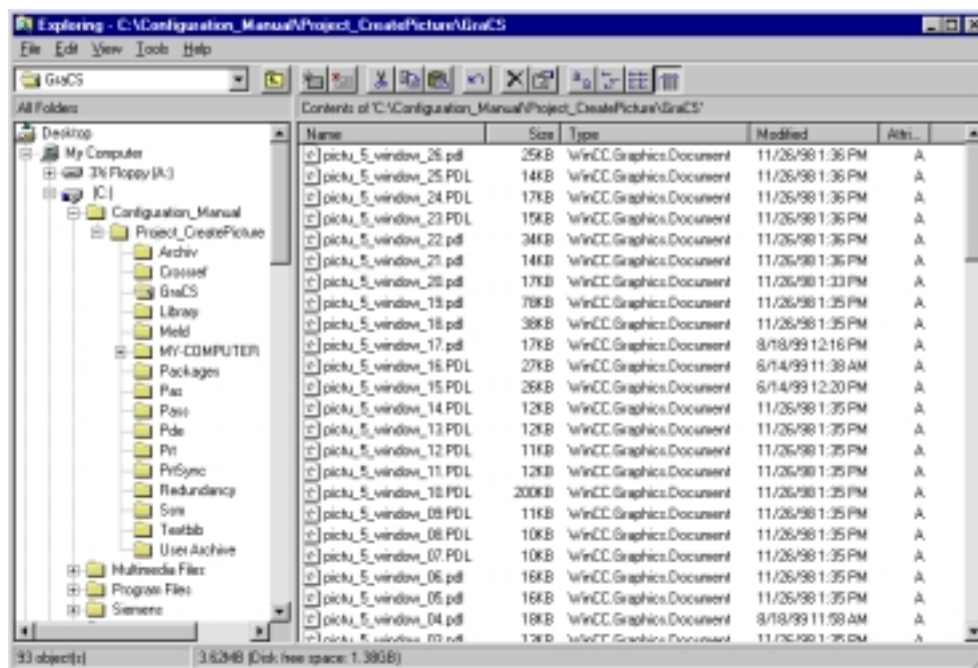 Exploring - C:\Configuration_Manual\Project_CreatePicture\GraCS
File Edit View Tools Help
GraCS
All Folders
Contents of 'C:\Configuration_Manual\Project_CreatePicture\GraCS'
Desktop
My Computer
3½ Floppy (A:)
(C:)
Configuration_Manual
Project_CreatePicture
Archiv
Crossref
GraCS
Library
Meld
MY-COMPUTER
Packages
Pas
Pass
Pde
Prt
PrtSync
Redundancy
Ssm
Textbib
User Archive
Multimedia Files
Program Files
Siemens
Name Size Type Modified Attri...
pictu_5_window_26.pdl 25KB WinCC.Graphics.Document 11/26/98 1:36 PM A
pictu_5_window_25.PDL 14KB WinCC.Graphics.Document 11/26/98 1:36 PM A
pictu_5_window_24.PDL 17KB WinCC.Graphics.Document 11/26/98 1:36 PM A
pictu_5_window_23.PDL 15KB WinCC.Graphics.Document 11/26/98 1:36 PM A
pictu_5_window_22.pdl 34KB WinCC.Graphics.Document 11/26/98 1:36 PM A
pictu_5_window_21.pdl 14KB WinCC.Graphics.Document 11/26/98 1:36 PM A
pictu_5_window_20.pdl 17KB WinCC.Graphics.Document 11/26/98 1:33 PM A
pictu_5_window_19.pdl 78KB WinCC.Graphics.Document 11/26/98 1:35 PM A
pictu_5_window_18.pdl 38KB WinCC.Graphics.Document 11/26/98 1:35 PM A
pictu_5_window_17.pdl 17KB WinCC.Graphics.Document 8/18/99 12:16 PM A
pictu_5_window_16.PDL 27KB WinCC.Graphics.Document 6/14/99 11:38 AM A
pictu_5_window_15.PDL 26KB WinCC.Graphics.Document 6/14/99 12:20 PM A
pictu_5_window_14.PDL 12KB WinCC.Graphics.Document 11/26/98 1:35 PM A
pictu_5_window_13.PDL 12KB WinCC.Graphics.Document 11/26/98 1:35 PM A
pictu_5_window_12.PDL 11KB WinCC.Graphics.Document 11/26/98 1:35 PM A
pictu_5_window_11.PDL 12KB WinCC.Graphics.Document 11/26/98 1:35 PM A
pictu_5_window_10.PDL 200KB WinCC.Graphics.Document 11/26/98 1:35 PM A
pictu_5_window_09.PDL 11KB WinCC.Graphics.Document 11/26/98 1:35 PM A
pictu_5_window_08.PDL 10KB WinCC.Graphics.Document 11/26/98 1:35 PM A
pictu_5_window_07.PDL 10KB WinCC.Graphics.Document 11/26/98 1:35 PM A
pictu_5_window_06.pdl 16KB WinCC.Graphics.Document 11/26/98 1:35 PM A
pictu_5_window_05.pdl 16KB WinCC.Graphics.Document 11/26/98 1:35 PM A
pictu_5_window_04.pdl 18KB WinCC.Graphics.Document 8/18/99 11:58 AM A
pictu_5_window_03.pdl 13KB WinCC.Graphics.Document 11/26/98 1:35 PM A
93 object(s) 3.62MB (Disk free space: 1.38GB)